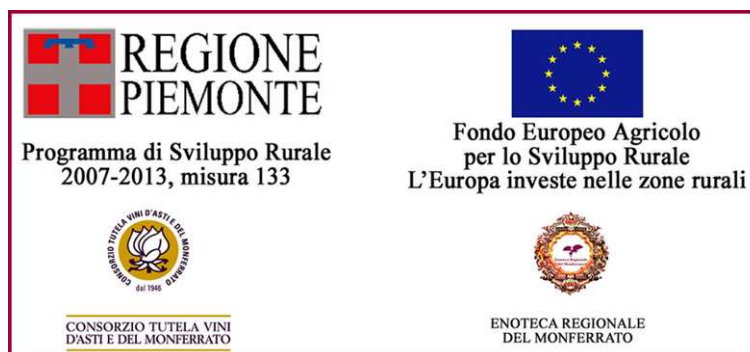 REGIONE
PIEMONTE
Programma di Sviluppo Rurale
2007-2013, misura 133
Fondo Europeo Agricolo
per lo Sviluppo Rurale
L'Europa investe nelle zone rurali
CONSORZIO TUTELA VINI D'ASTI E DEL MONFERRATO
dal 1946
CONSORZIO TUTELA VINI
D'ASTI E DEL MONFERRATO
ENOTECA REGIONALE
DEL MONFERRATO